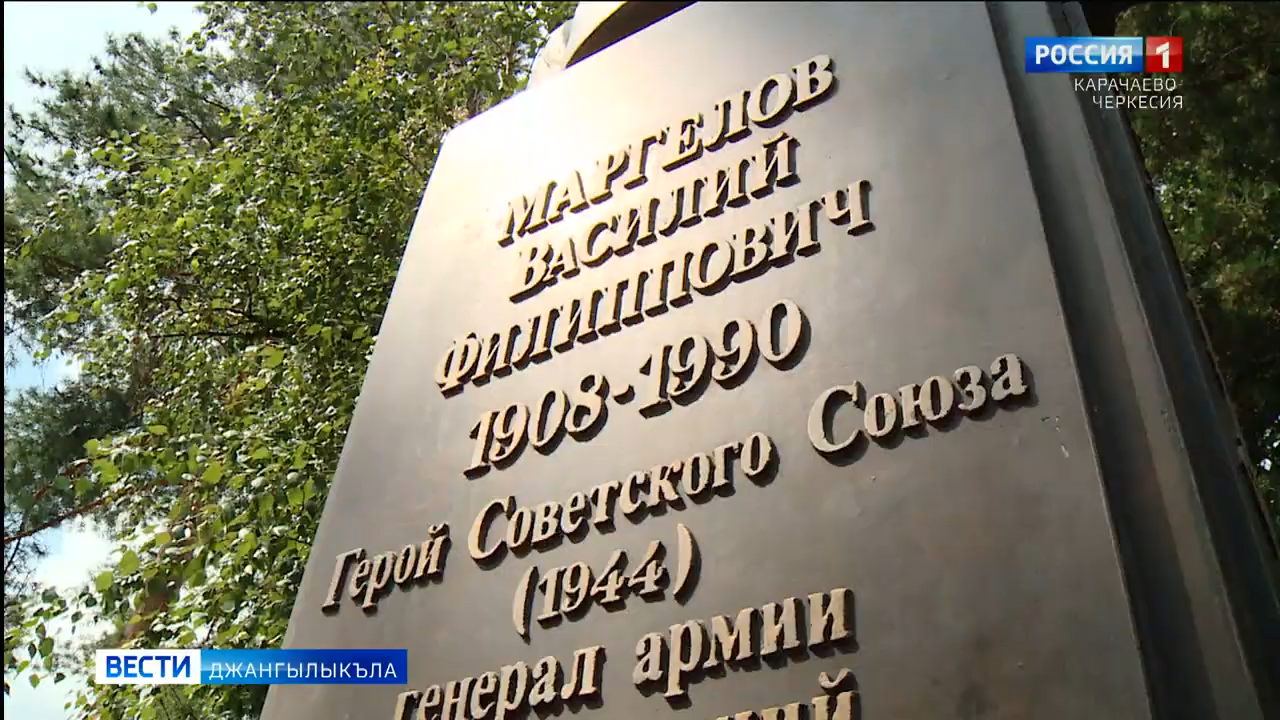 РОССИЯ 1
КАРАЧАЕВО
ЧЕРКЕСИЯ
МАРГЕЛОВ
ВАСИЛИЙ
ФИЛИППОВИЧ
1908-1990
Герой Советского Союза
(1944)
генерал армии
ВЕСТИ ДЖАНГЫЛЫКЪЛА